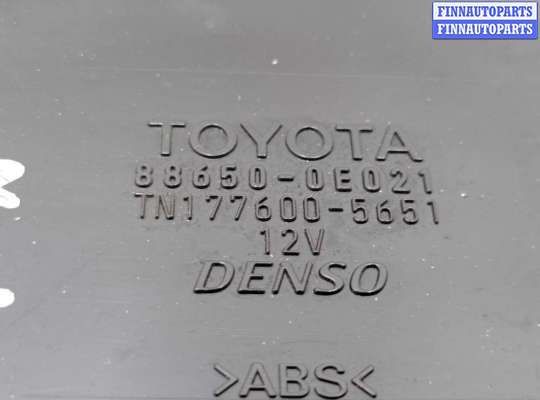 FINNAUTOPARTS
FINNAUTOPARTS
TOYOTA
88650-0E021
TN177600-5651
12V
DENSO
>ABS<